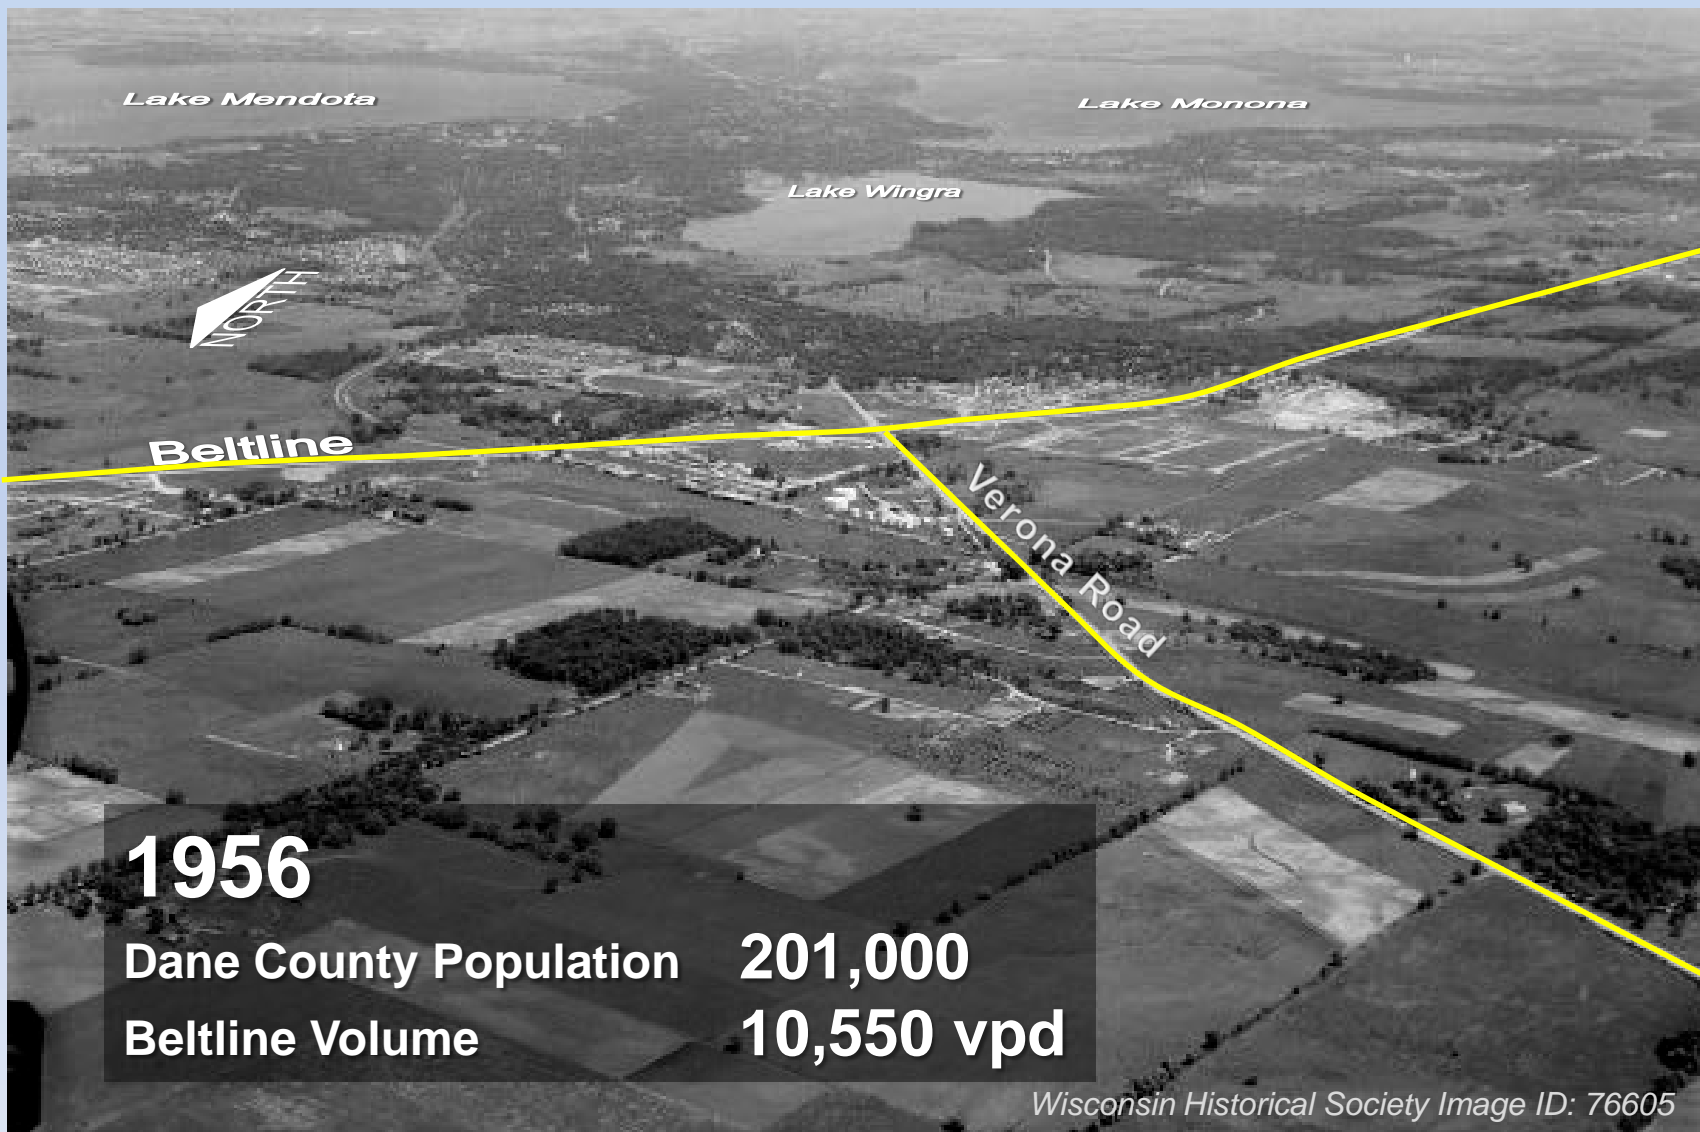 Lake Mendota
Lake Monona
Lake Wingra
NORTH
Beltline
Verona Road
1956
Dane County Population 201,000
Beltline Volume 10,550 vpd
Wisconsin Historical Society Image ID: 76605